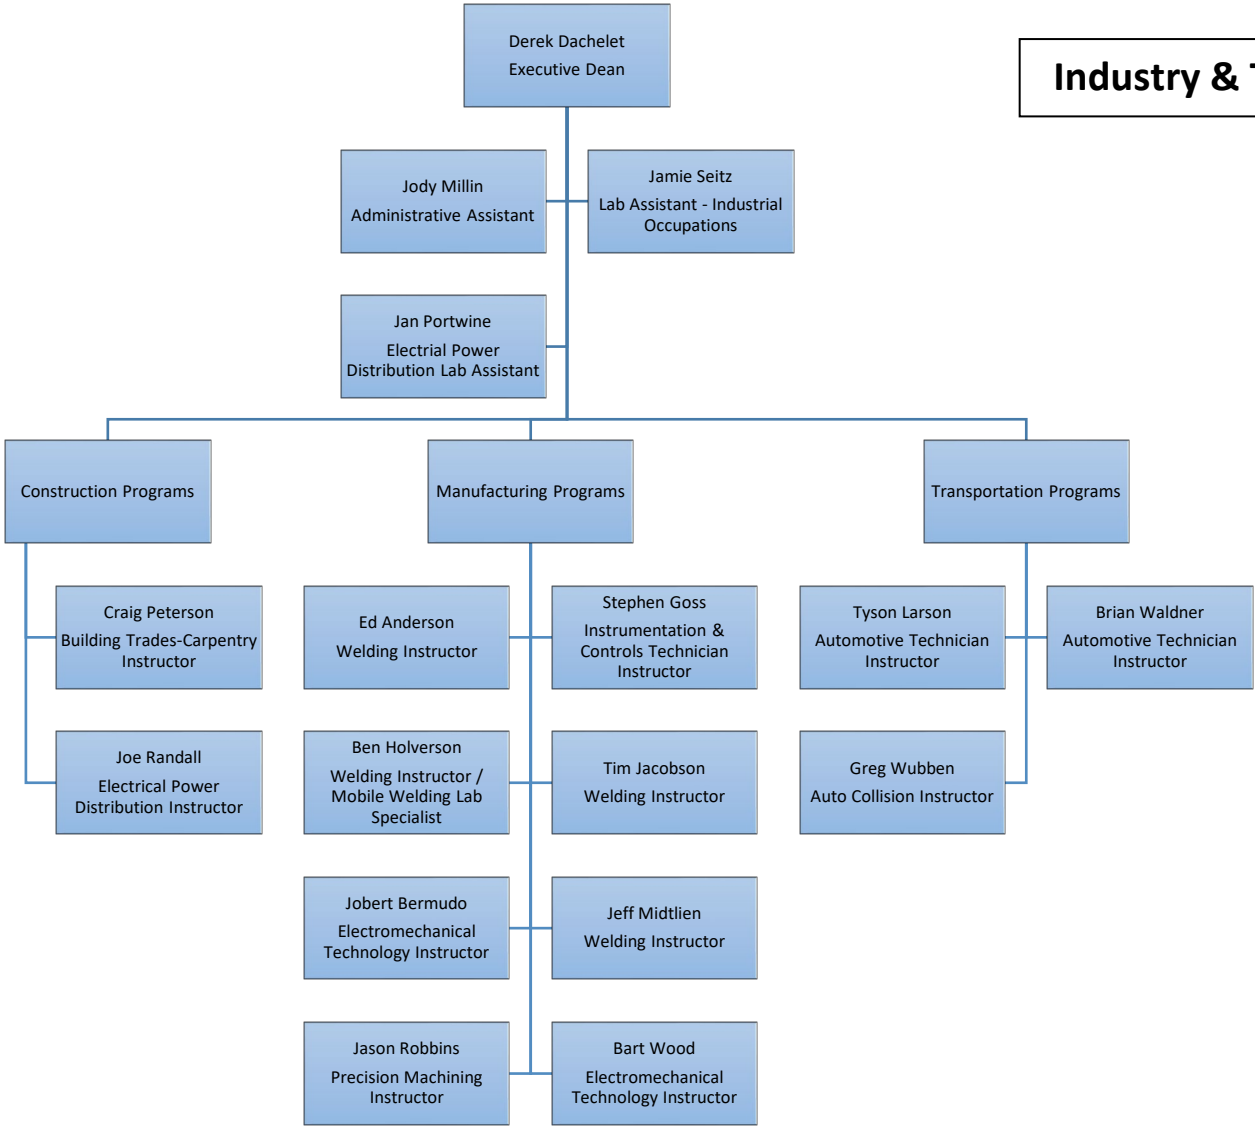 Derek Dachelet
Executive Dean
Industry & T
Jody Millin
Administrative Assistant
Jamie Seitz
Lab Assistant - Industrial
Occupations
Jan Portwine
Electrial Power
Distribution Lab Assistant
Construction Programs
Manufacturing Programs
Transportation Programs
Craig Peterson
Building Trades-Carpentry
Instructor
Ed Anderson
Welding Instructor
Stephen Goss
Instrumentation &
Controls Technician
Instructor
Tyson Larson
Automotive Technician
Instructor
Brian Waldner
Automotive Technician
Instructor
Joe Randall
Electrical Power
Distribution Instructor
Ben Holverson
Welding Instructor /
Mobile Welding Lab
Specialist
Tim Jacobson
Welding Instructor
Greg Wubben
Auto Collision Instructor
Jobert Bermudo
Electromechanical
Technology Instructor
Jeff Midtlien
Welding Instructor
Jason Robbins
Precision Machining
Instructor
Bart Wood
Electromechanical
Technology Instructor